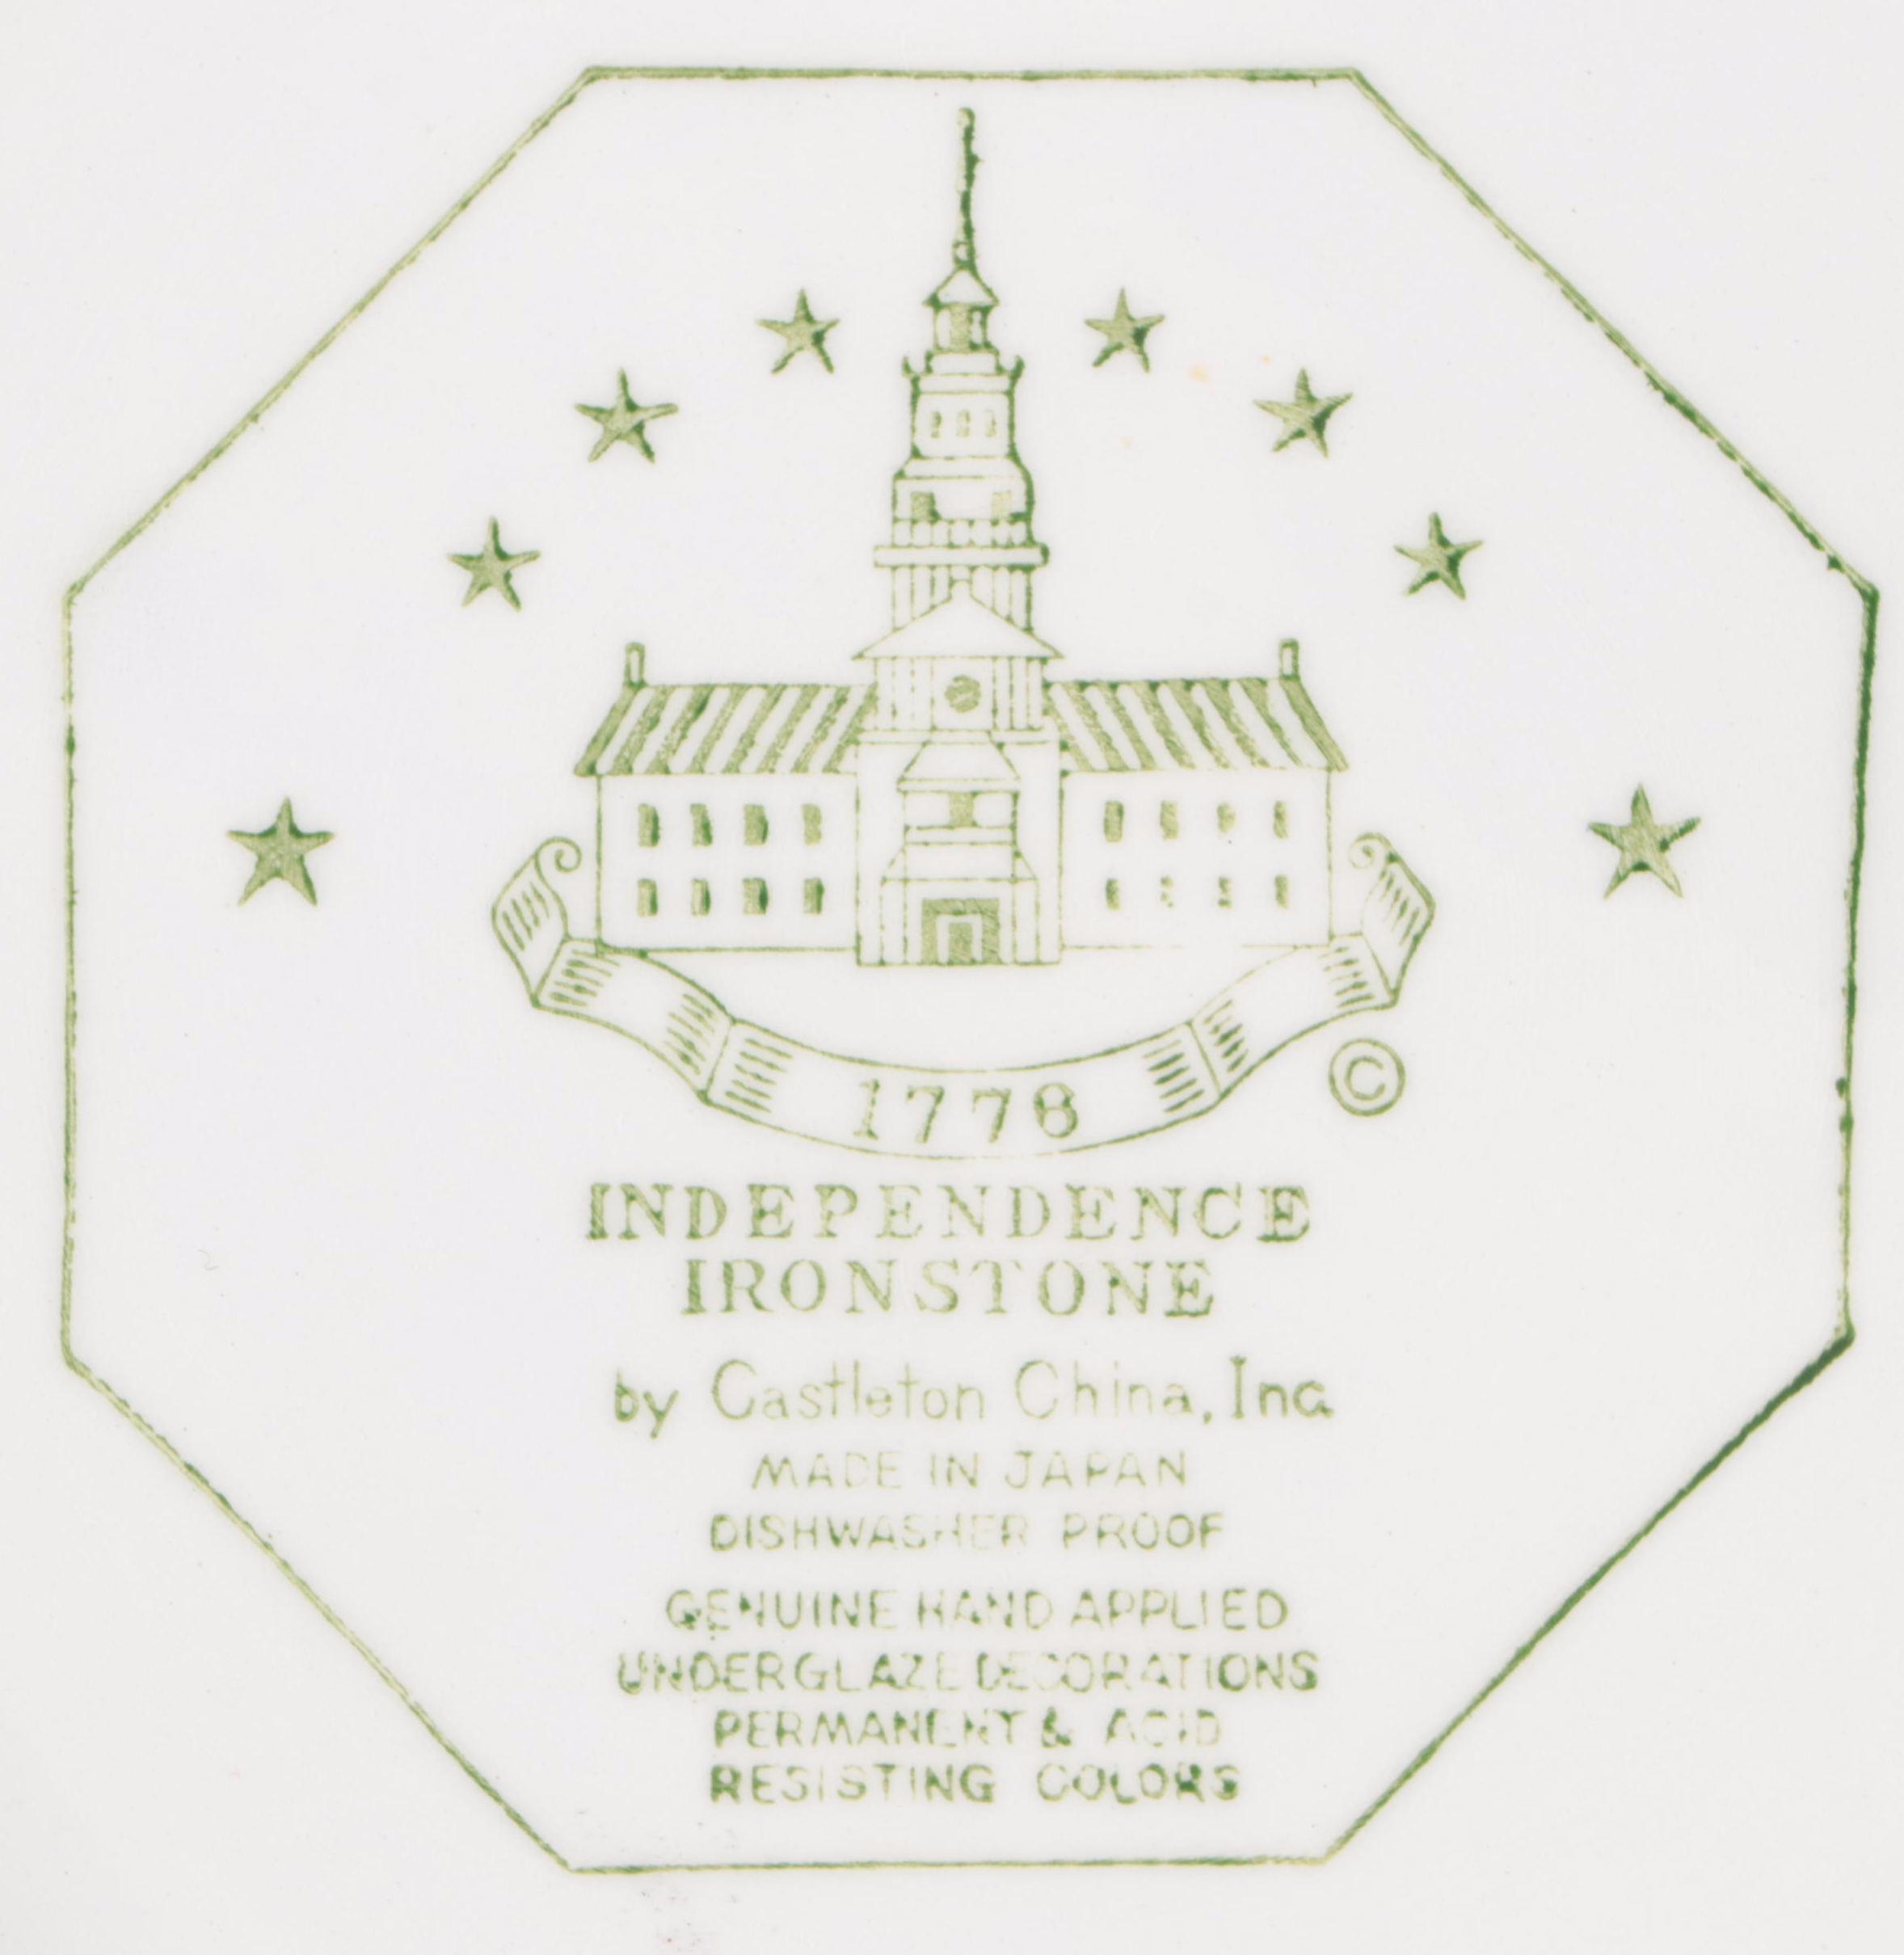 1776
©
INDEPENDENCE
IRONSTONE
by Castleton China, Inc.
MADE IN JAPAN
DISHWASHER PROOF
GENUINE HAND APPLIED
UNDERGLAZE DECORATIONS
PERMANENT & ACID
RESISTING COLORS